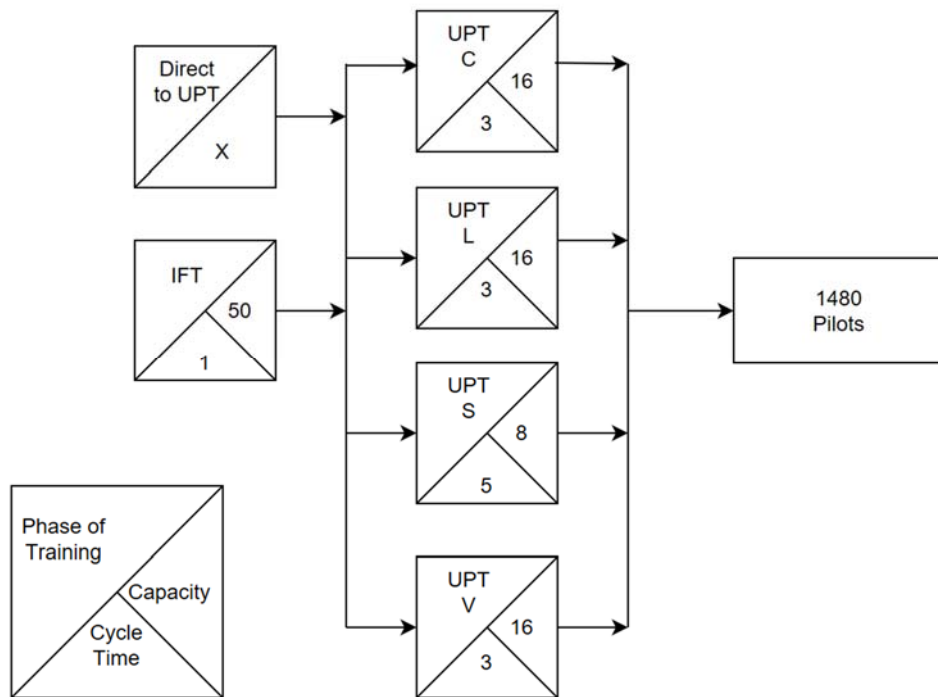 Direct
to UPT
X
IFT
50
1
UPT
C
16
3
UPT
L
16
3
UPT
S
8
5
UPT
V
16
3
1480
Pilots
Phase of
Training
Capacity
Cycle
Time